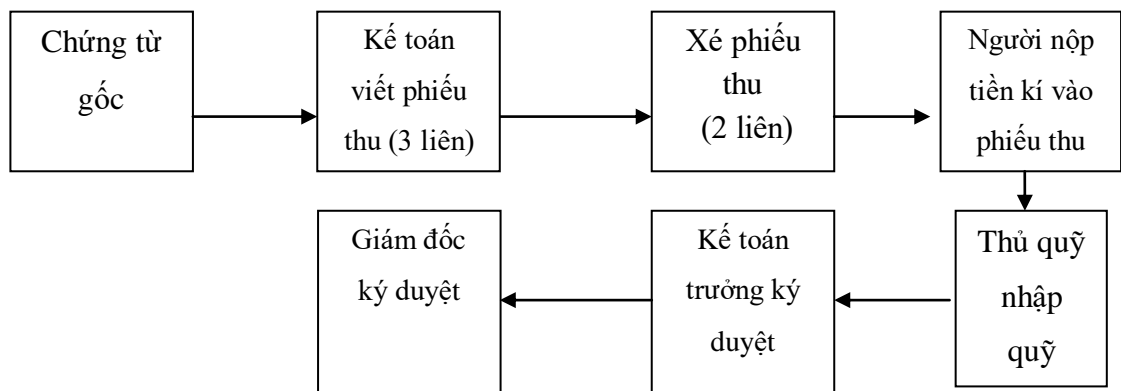 Chứng từ
gốc
Kế toán
viết phiếu
thu (3 liên)
Xé phiếu
thu
(2 liên)
Người nộp
tiền kí vào
phiếu thu
Giám đốc
ký duyệt
Kế toán
trưởng ký
duyệt
Thủ quỹ
nhập
quỹ